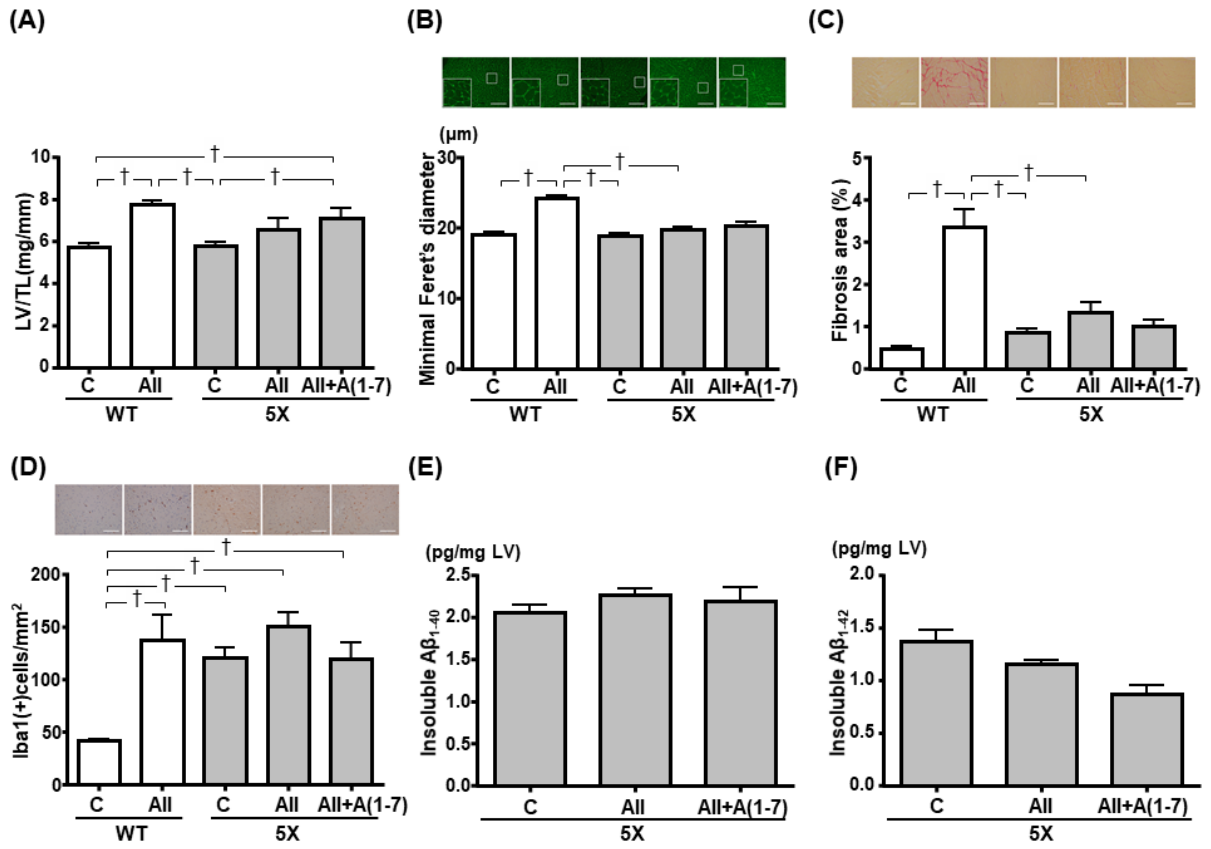 (A)
LV/TL(mg/mm)
10
8
6
4
2
0
†
†
†
†
C
AII
C
AII
AII+A(1-7)
WT
5X
(B)
(μm)
Minimal Feret's diameter
30
20
10
0
†
†
†
C
AII
C
AII
AII+A(1-7)
WT
5X
(C)
Fibrosis area (%)
5
4
3
2
1
0
†
†
†
C
AII
C
AII
AII+A(1-7)
WT
5X
(D)
Iba1(+)cells/mm²
200
150
100
50
0
†
†
†
†
C
AII
C
AII
AII+A(1-7)
WT
5X
(E)
(pg/mg LV)
Insoluble Aβ1-40
2.5
2.0
1.5
1.0
0.5
0.0
C
AII
AII+A(1-7)
5X
(F)
(pg/mg LV)
Insoluble Aβ1-42
2.0
1.5
1.0
0.5
0.0
C
AII
AII+A(1-7)
5X